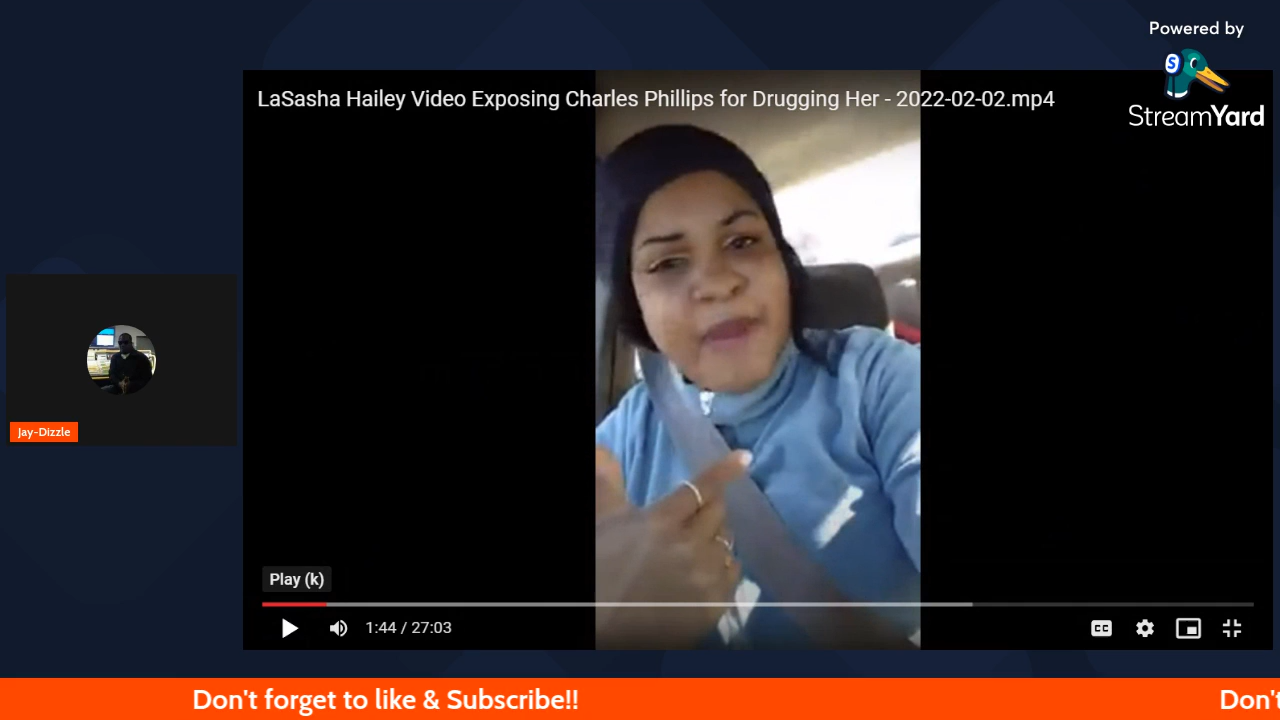 Powered by
StreamYard
LaSasha Hailey Video Exposing Charles Phillips for Drugging Her - 2022-02-02.mp4
Jay-Dizzle
Play (k)
1:44 / 27:03
CC
Don't forget to like & Subscribe!! Don't